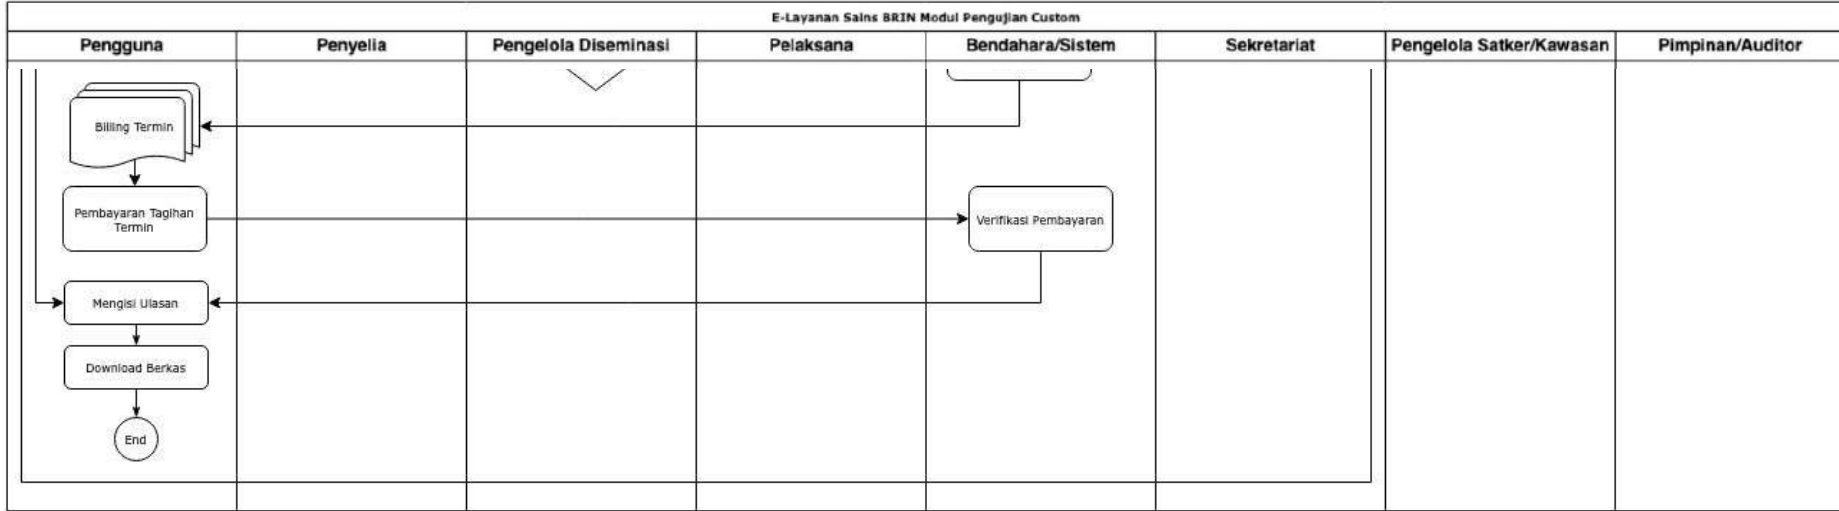 E-Layanan Sains BRIN Modul Pengujian Custom
Pengguna
Penyelia
Pengelola Diseminasi
Pelaksana
Bendahara/Sistem
Sekretariat
Pengelola Satker/Kawasan
Pimpinan/Auditor
Billing Termin
Pembayaran Tagihan
Termin
Verifikasi Pembayaran
Mengisi Ulasan
Download Berkas
End